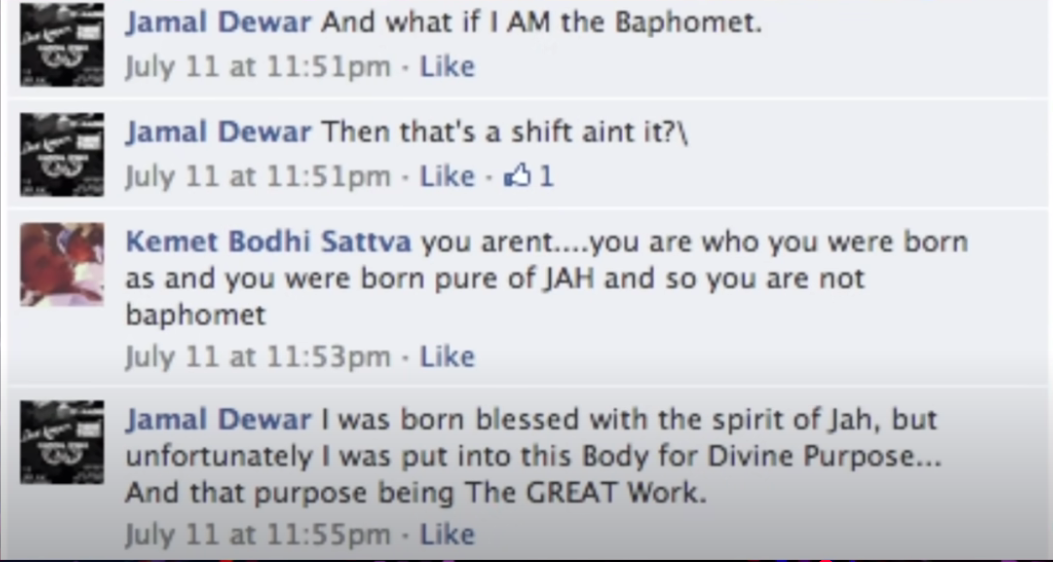 Jamal Dewar And what if I AM the Baphomet.
July 11 at 11:51pm · Like
Jamal Dewar Then that's a shift aint it?\
July 11 at 11:51pm · Like · 1
Kemet Bodhi Sattva you arent....you are who you were born
as and you were born pure of JAH and so you are not
baphomet
July 11 at 11:53pm · Like
Jamal Dewar I was born blessed with the spirit of Jah, but
unfortunately I was put into this Body for Divine Purpose...
And that purpose being The GREAT Work.
July 11 at 11:55pm · Like